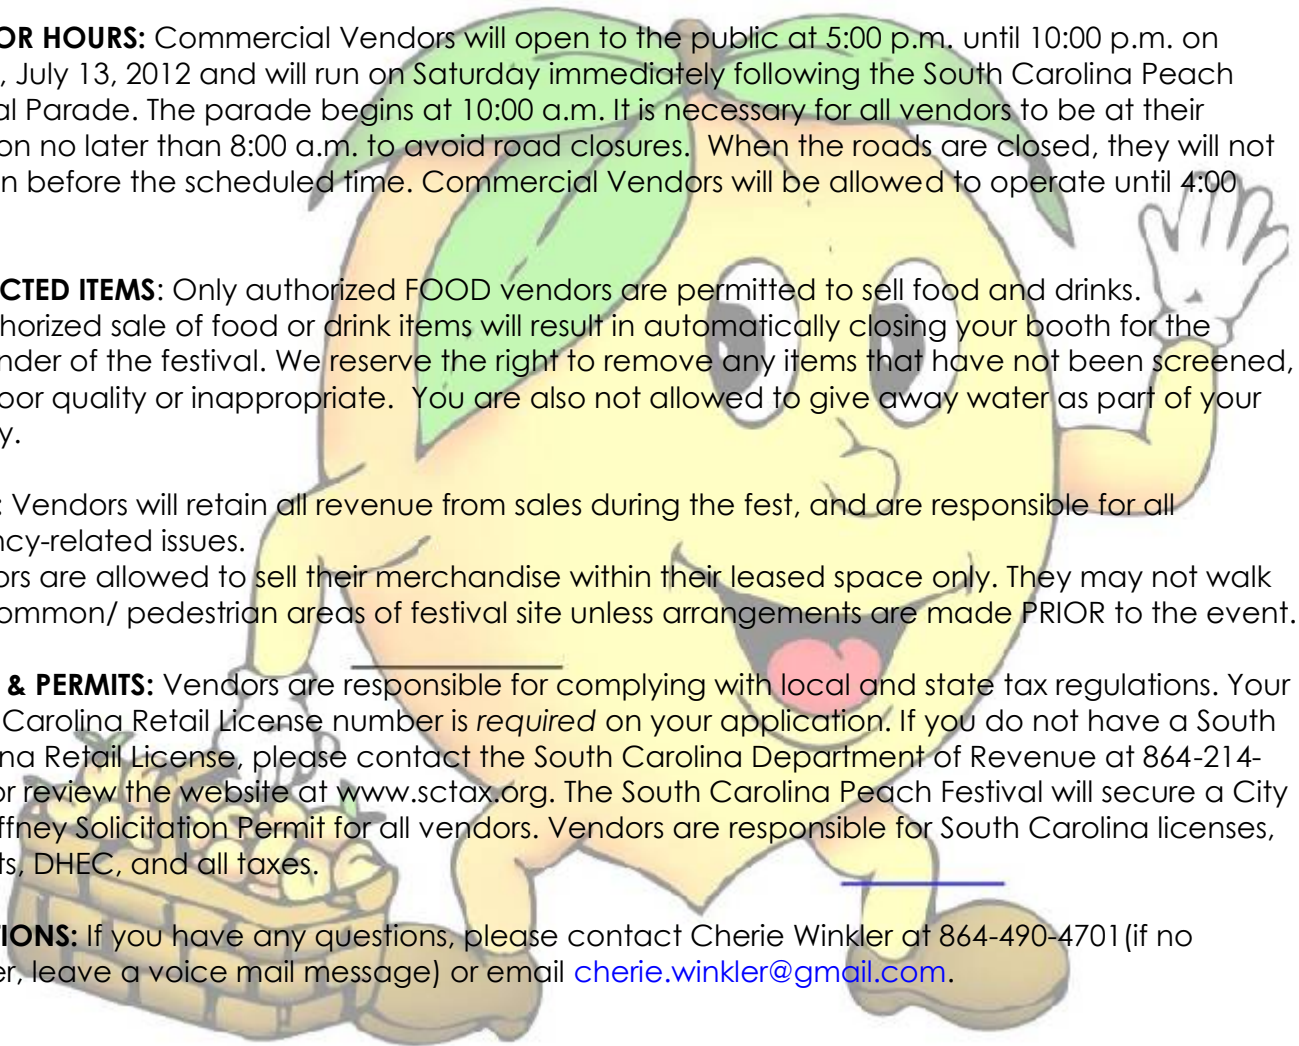 OR HOURS: Commercial Vendors will open to the public at 5:00 p.m. until 10:00 p.m. on
, July 13, 2012 and will run on Saturday immediately following the South Carolina Peach
al Parade. The parade begins at 10:00 a.m. It is necessary for all vendors to be at their
on no later than 8:00 a.m. to avoid road closures. When the roads are closed, they will not
n before the scheduled time. Commercial Vendors will be allowed to operate until 4:00
CTED ITEMS: Only authorized FOOD vendors are permitted to sell food and drinks.
horized sale of food or drink items will result in automatically closing your booth for the
nder of the festival. We reserve the right to remove any items that have not been screened,
oor quality or inappropriate. You are also not allowed to give away water as part of your
y.
: Vendors will retain all revenue from sales during the fest, and are responsible for all
ncy-related issues.
ors are allowed to sell their merchandise within their leased space only. They may not walk
ommon/ pedestrian areas of festival site unless arrangements are made PRIOR to the event.
& PERMITS: Vendors are responsible for complying with local and state tax regulations. Your
Carolina Retail License number is required on your application. If you do not have a South
na Retail License, please contact the South Carolina Department of Revenue at 864-214-
or review the website at www.sctax.org. The South Carolina Peach Festival will secure a City
ffney Solicitation Permit for all vendors. Vendors are responsible for South Carolina licenses,
ts, DHEC, and all taxes.
TIONS: If you have any questions, please contact Cherie Winkler at 864-490-4701(if no
er, leave a voice mail message) or email cherie.winkler@gmail.com.